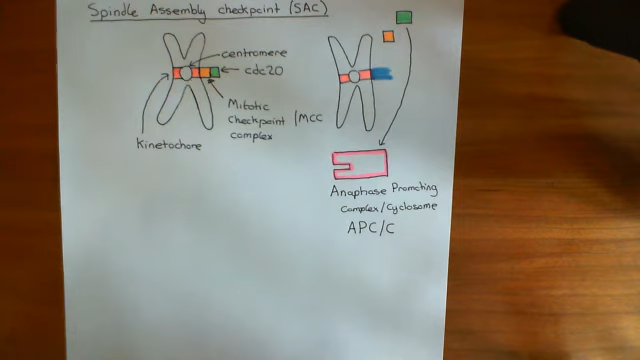 Spindle Assembly checkpoint (SAC)
centromere
cdc20
Mitotic
Checkpoint /MCC
complex
Kinetochore
Anaphase Promoting
Complex/Cyclosome
APC/C